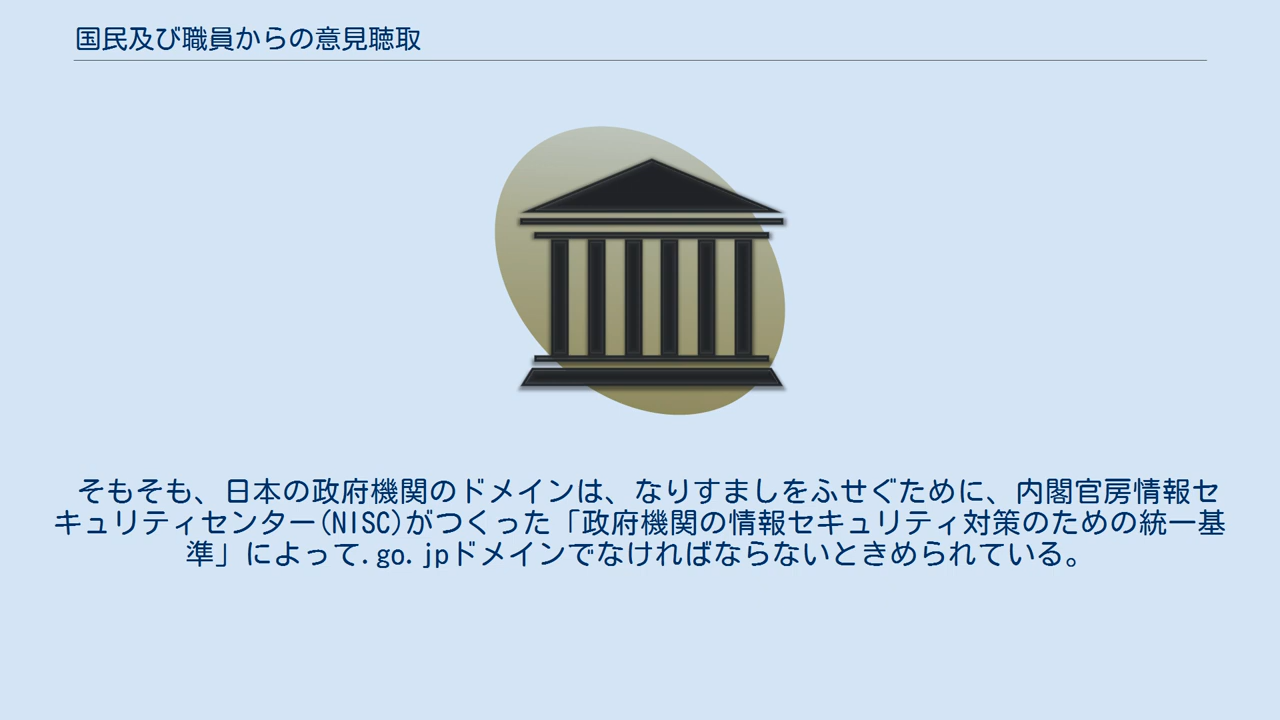 国民及び職員からの意見聴取
そもそも、日本の政府機関のドメインは、なりすましをふせぐために、内閣官房情報セ
キュリティセンター(NISC)がつくった「政府機関の情報セキュリティ対策のための統一基
準」によって.go.jpドメインでなければならないときめられている。